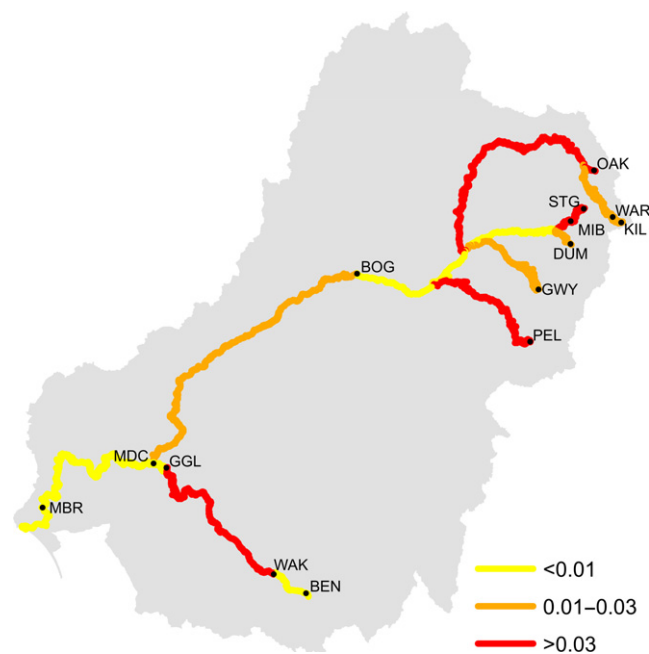 OAK
STG
WAR
MIB
KIL
DUM
BOG
GWY
PEL
MDC
GGL
MBR
WAK
BEN
<0.01
0.01–0.03
>0.03